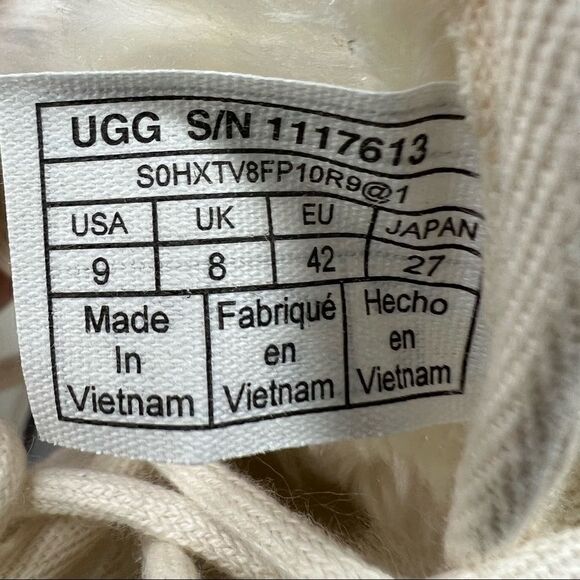 UGG S/N 1117613
S0HXTV8FP10R9@1
USA UK EU JAPAN
9 8 42 27
Made Fabriqué Hecho
In en en
Vietnam Vietnam Vietnam